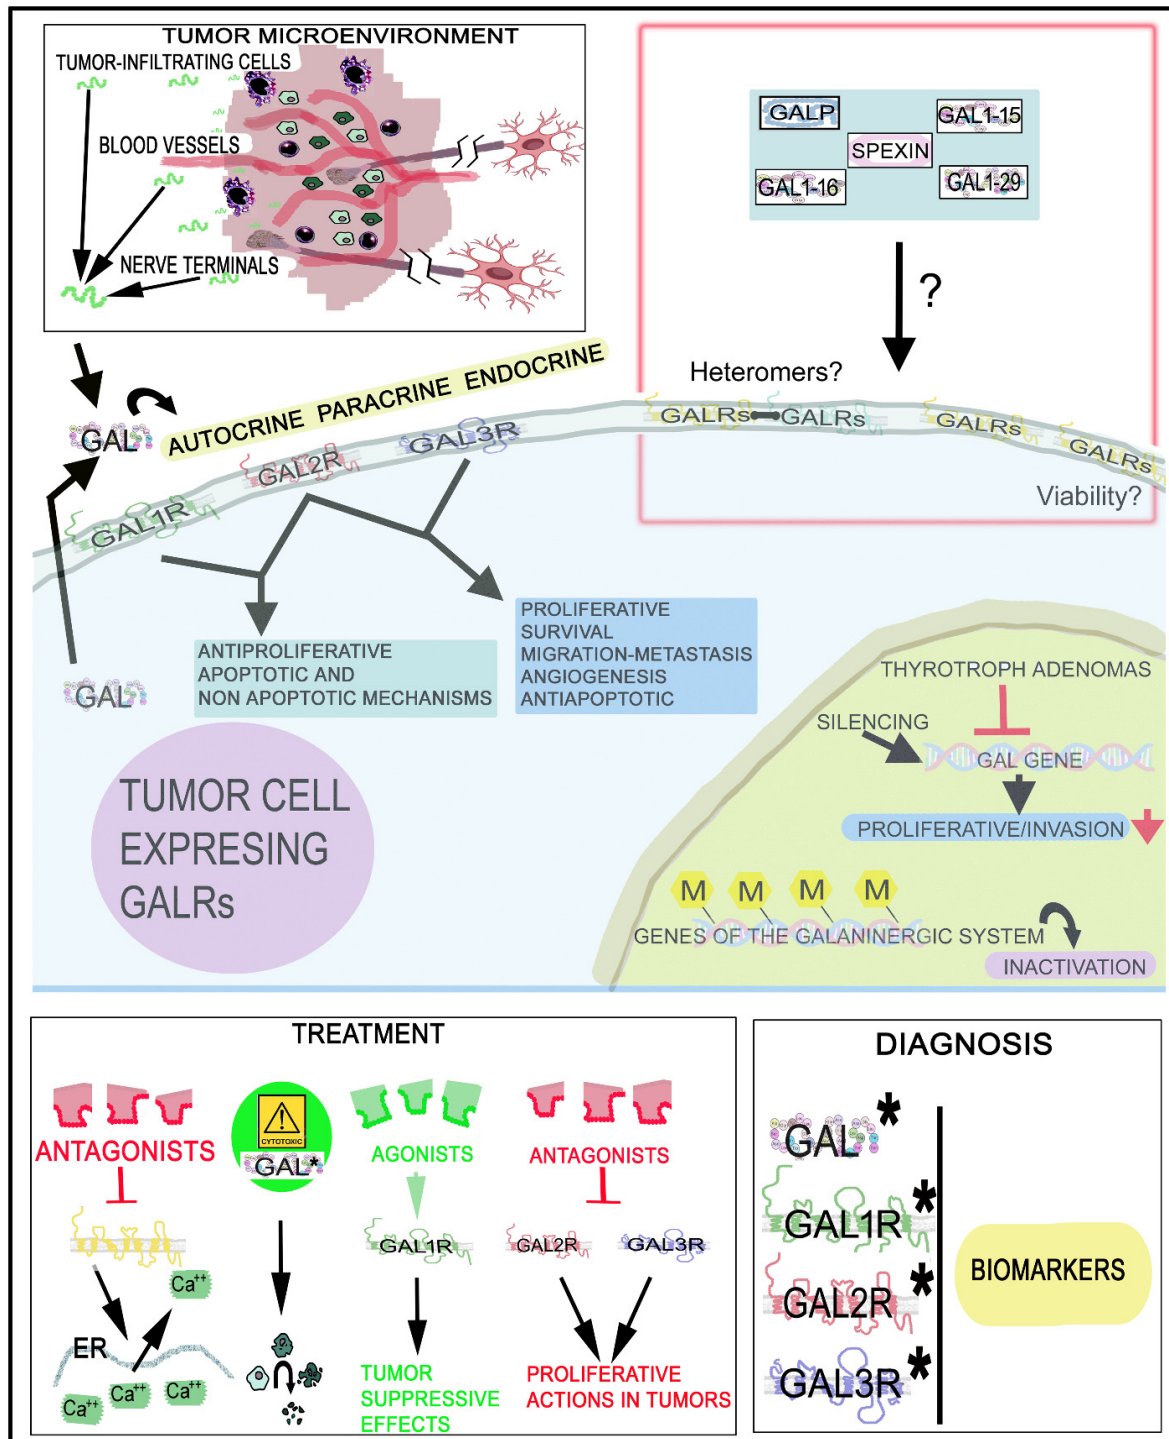 TUMOR MICROENVIRONMENT
TUMOR-INFILTRATING CELLS
BLOOD VESSELS
NERVE TERMINALS
GALP
GAL1-15
SPEXIN
GAL1-16
GAL1-29
?
Heteromers?
GALRs
GALRs
GALRs
GALRs
Viability?
GAL
AUTOCRINE PARACRINE ENDOCRINE
GAL1R
GAL2R
GAL3R
GAL
ANTIPROLIFERATIVE
APOPTOTIC AND
NON APOPTOTIC MECHANISMS
PROLIFERATIVE
SURVIVAL
MIGRATION-METASTASIS
ANGIOGENESIS
ANTIAPOPTOTIC
TUMOR CELL
EXPRESING
GALRs
THYROTROPH ADENOMAS
SILENCING
GAL GENE
PROLIFERATIVE/INVASION
M
M
M
M
GENES OF THE GALANINERGIC SYSTEM
INACTIVATION
TREATMENT
ANTAGONISTS
CYTOTOXIC
GAL*
AGONISTS
ANTAGONISTS
GAL1R
GAL2R
GAL3R
Ca++
ER
Ca++
Ca++
Ca++
TUMOR
SUPPRESSIVE
EFFECTS
PROLIFERATIVE
ACTIONS IN TUMORS
DIAGNOSIS
GAL*
GAL1R*
GAL2R*
GAL3R*
BIOMARKERS